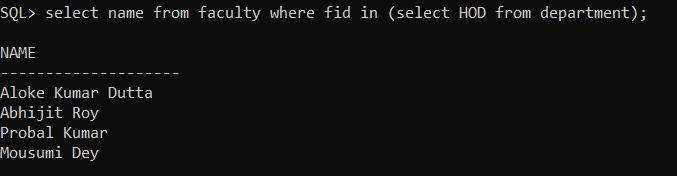 SQL> select name from faculty where fid in (select HOD from department);
NAME
--------------------
Aloke Kumar Dutta
Abhijit Roy
Probal Kumar
Mousumi Dey